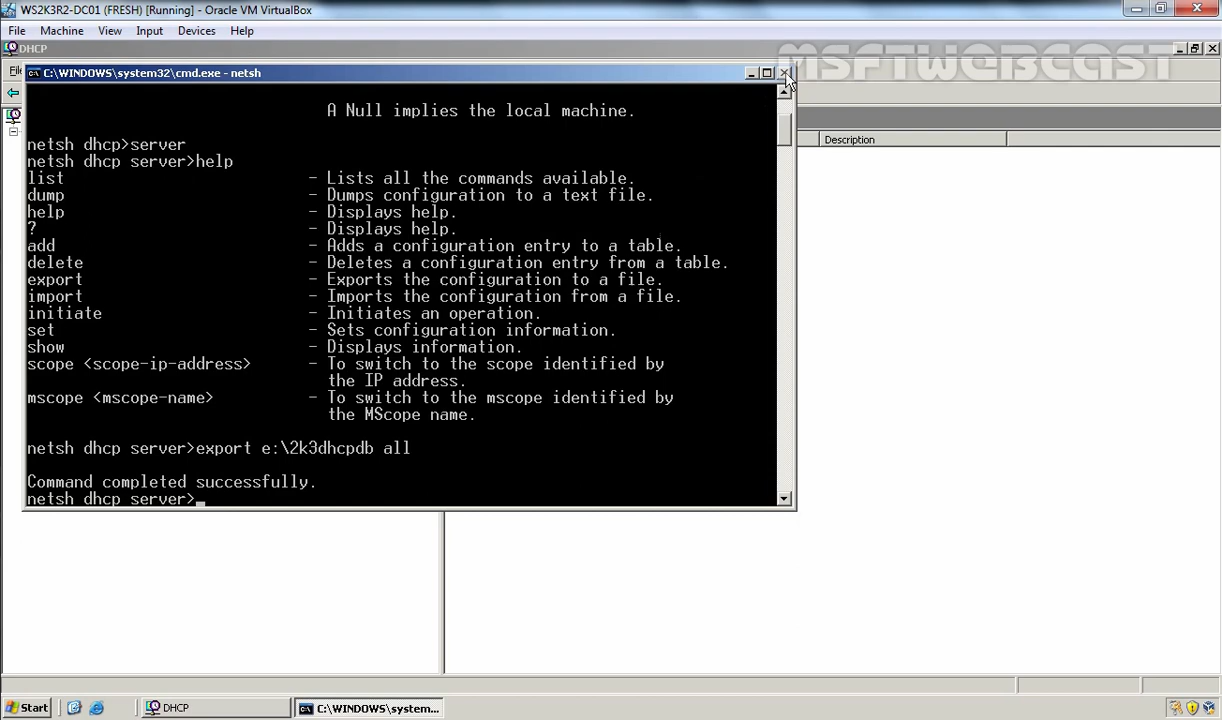 WS2K3R2-DC01 (FRESH) [Running] - Oracle VM VirtualBox
File Machine View Input Devices Help
DHCP
MSFTWEBCAST
C:\WINDOWS\system32\cmd.exe - netsh
A Null implies the local machine.
Description
netsh dhcp>server
netsh dhcp server>help
list - Lists all the commands available.
dump - Dumps configuration to a text file.
help - Displays help.
? - Displays help.
add - Adds a configuration entry to a table.
delete - Deletes a configuration entry from a table.
export - Exports the configuration to a file.
import - Imports the configuration from a file.
initiate - Initiates an operation.
set - Sets configuration information.
show - Displays information.
scope <scope-ip-address> - To switch to the scope identified by
the IP address.
mscope <mscope-name> - To switch to the mscope identified by
the MScope name.
netsh dhcp server>export e:\2k3dhcpdb all
Command completed successfully.
netsh dhcp server>
Start DHCP C:\WINDOWS\system...